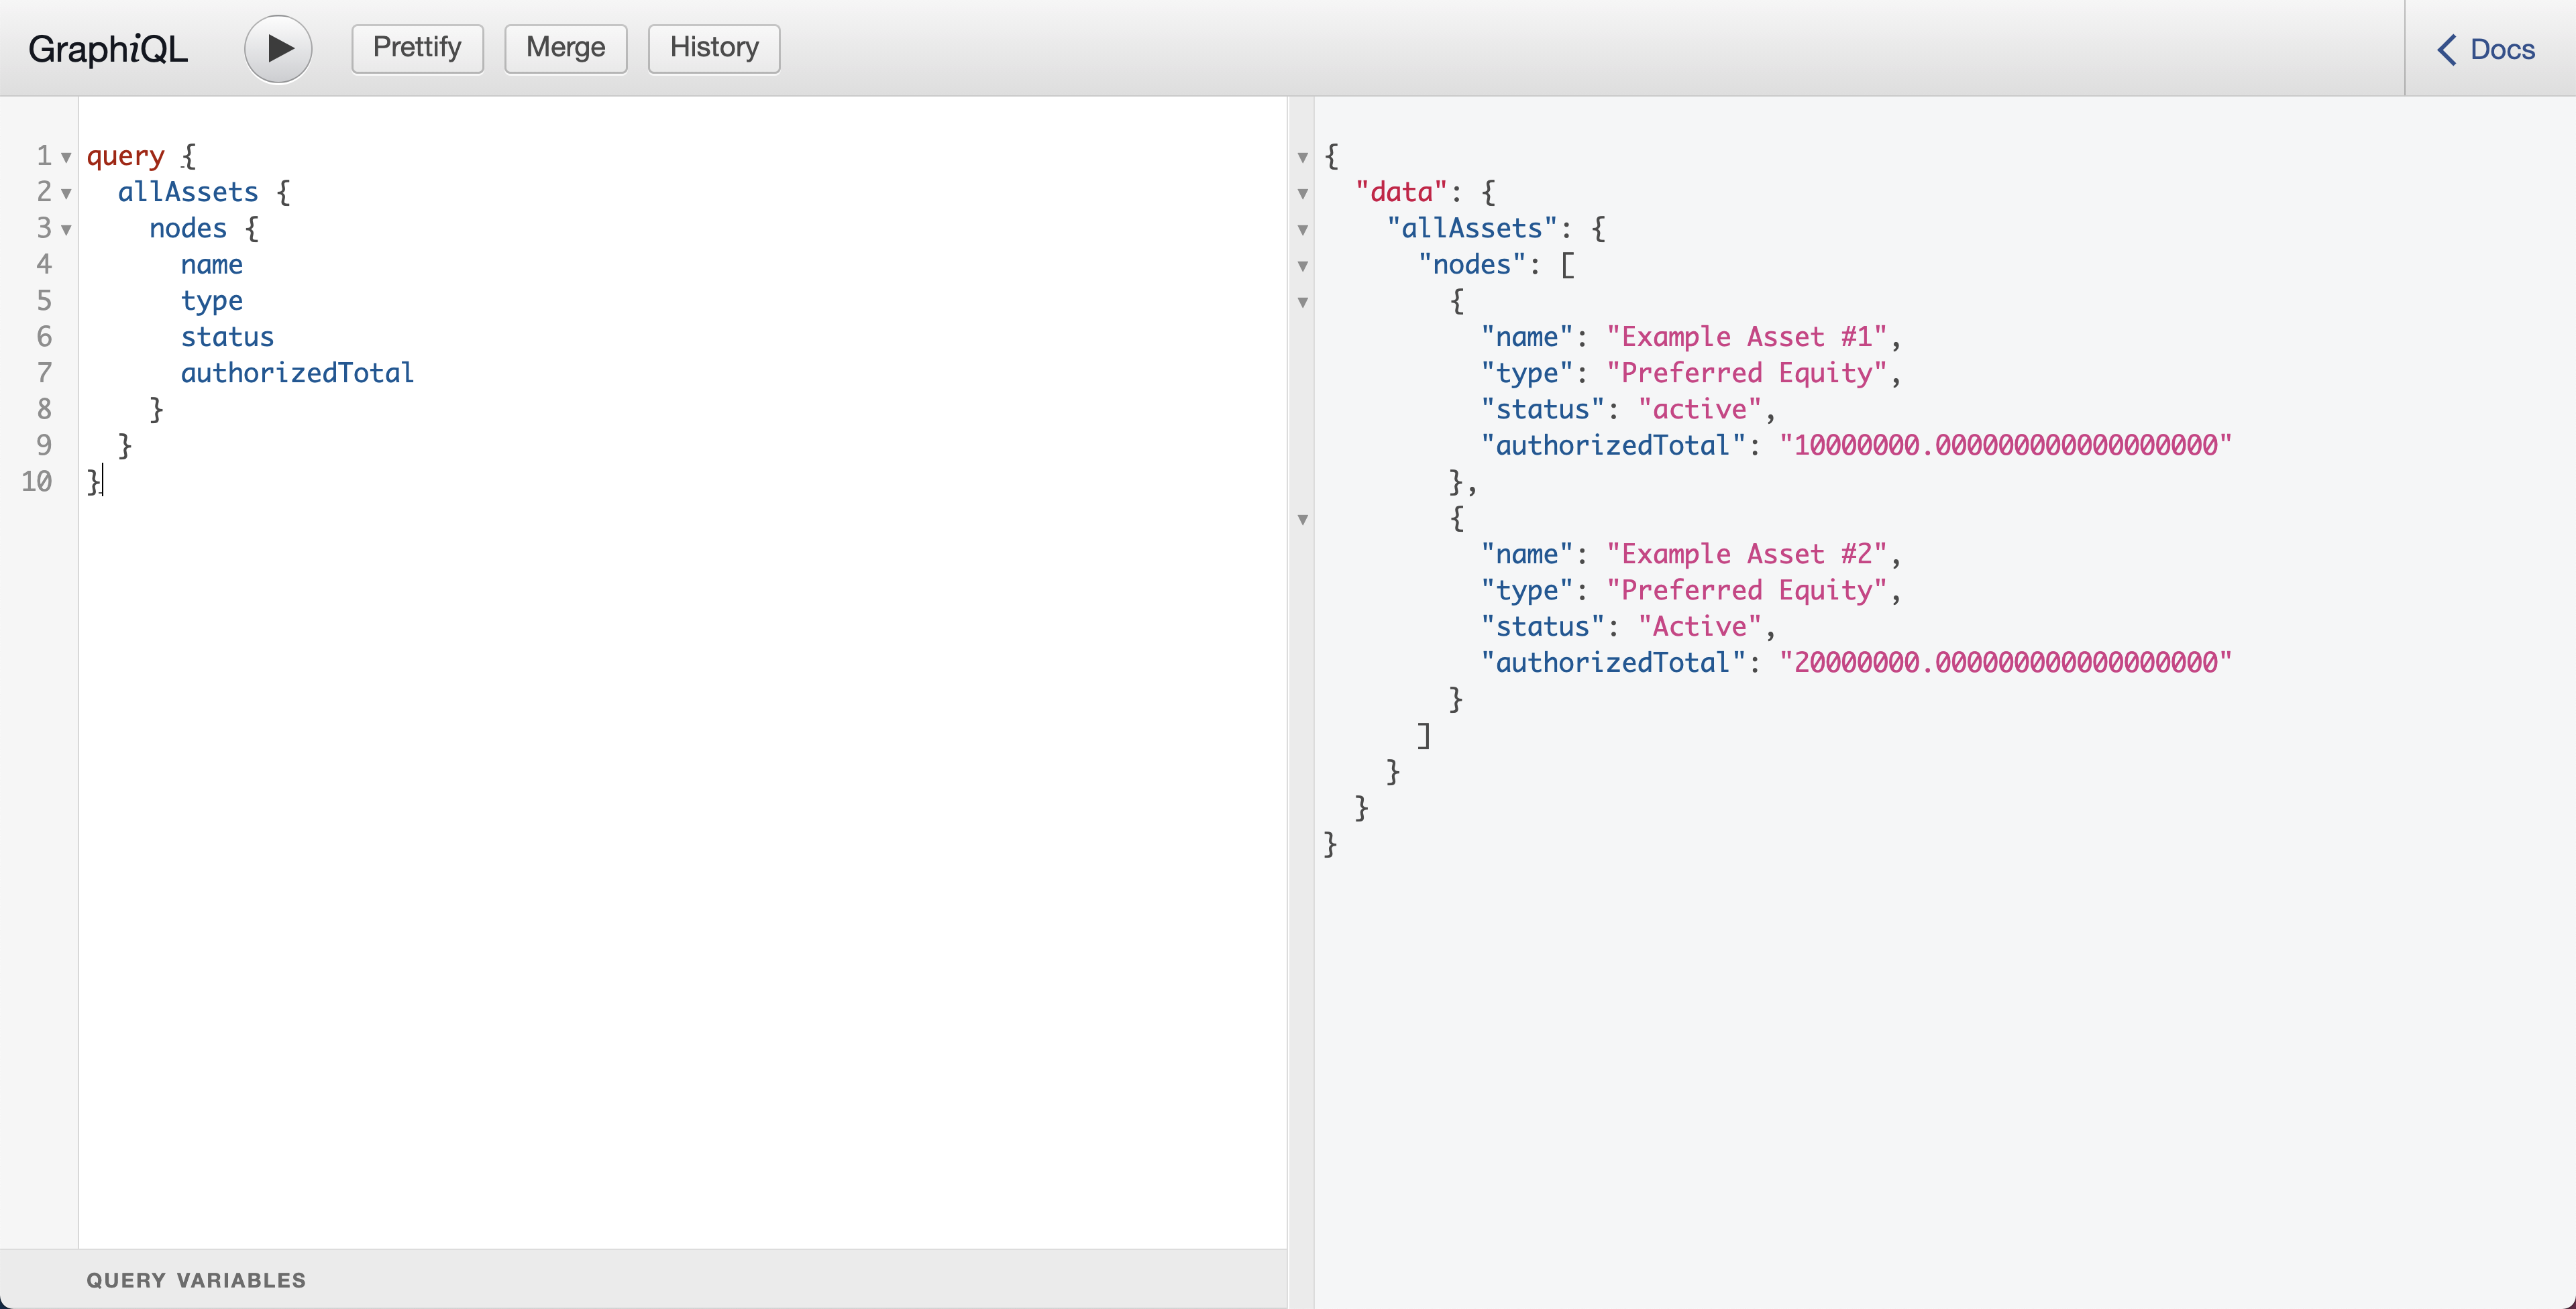 GraphiQL Prettify Merge History Docs
1 query {
2 allAssets {
3 nodes {
4 name
5 type
6 status
7 authorizedTotal
8 }
9 }
10 }
QUERY VARIABLES
{
"data": {
"allAssets": {
"nodes": [
{
"name": "Example Asset #1",
"type": "Preferred Equity",
"status": "active",
"authorizedTotal": "10000000.000000000000000000"
},
{
"name": "Example Asset #2",
"type": "Preferred Equity",
"status": "Active",
"authorizedTotal": "20000000.000000000000000000"
}
]
}
}
}